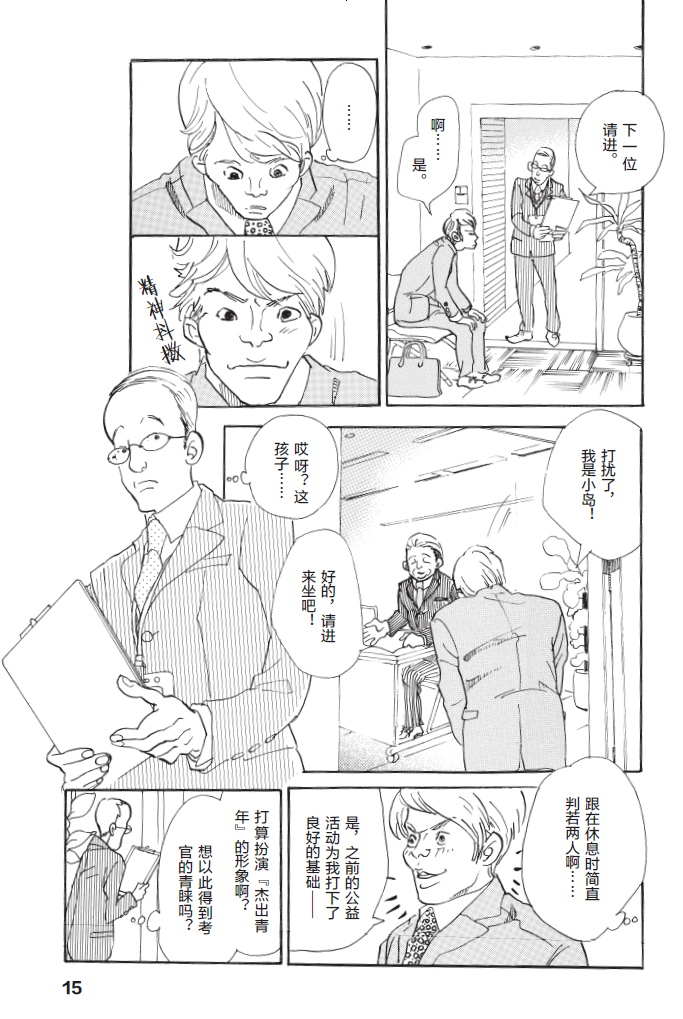 下一位
请进。
啊……
是。
……
精神抖擞
打扰了，
我是小岛！
哎呀？这
孩子……
好的，请进
来坐吧！
跟在休息时简直
判若两人啊……
是，之前的公益
活动为我打下了
良好的基础——
打算扮演『杰出青
年』的形象啊？
想以此得到考
官的青睐吗？
15